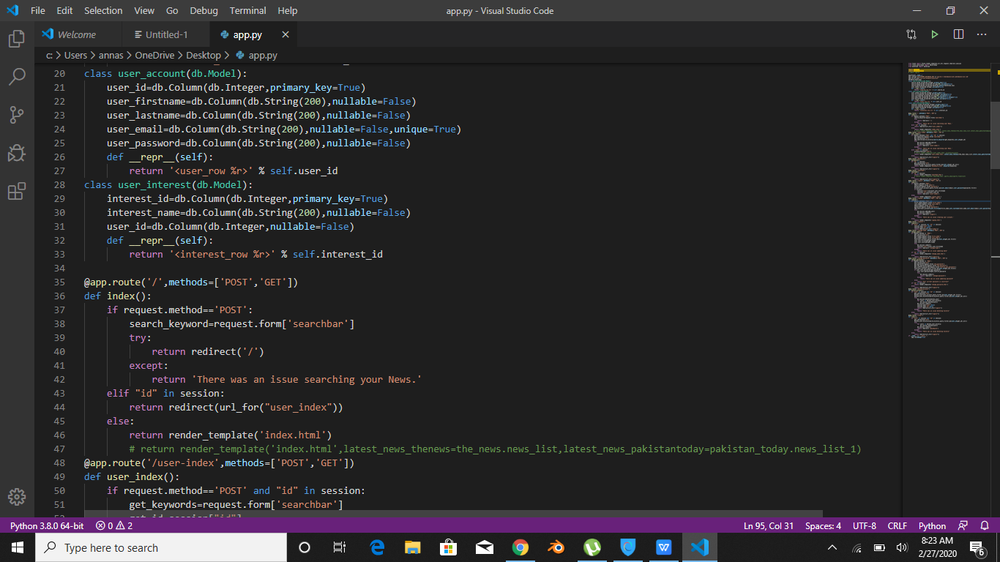 File Edit Selection View Go Debug Terminal Help app.py - Visual Studio Code
Welcome Untitled-1 app.py
c: > Users > annas > OneDrive > Desktop > app.py
20 class user_account(db.Model):
21 user_id=db.Column(db.Integer,primary_key=True)
22 user_firstname=db.Column(db.String(200),nullable=False)
23 user_lastname=db.Column(db.String(200),nullable=False)
24 user_email=db.Column(db.String(200),nullable=False,unique=True)
25 user_password=db.Column(db.String(200),nullable=False)
26 def __repr__(self):
27 return '<user_row %r>' % self.user_id
28 class user_interest(db.Model):
29 interest_id=db.Column(db.Integer,primary_key=True)
30 interest_name=db.Column(db.String(200),nullable=False)
31 user_id=db.Column(db.Integer,nullable=False)
32 def __repr__(self):
33 return '<interest_row %r>' % self.interest_id
34
35 @app.route('/',methods=['POST','GET'])
36 def index():
37 if request.method=='POST':
38 search_keyword=request.form['searchbar']
39 try:
40 return redirect('/')
41 except:
42 return 'There was an issue searching your News.'
43 elif "id" in session:
44 return redirect(url_for("user_index"))
45 else:
46 return render_template('index.html')
47 # return render_template('index.html',latest_news_thenews=the_news.news_list,latest_news_pakistantoday=pakistan_today.news_list_1)
48 @app.route('/user-index',methods=['POST','GET'])
49 def user_index():
50 if request.method=='POST' and "id" in session:
51 get_keywords=request.form['searchbar']
Python 3.8.0 64-bit 0 2 Ln 95, Col 31 Spaces: 4 UTF-8 CRLF Python
Type here to search
8:23 AM
2/27/2020
6